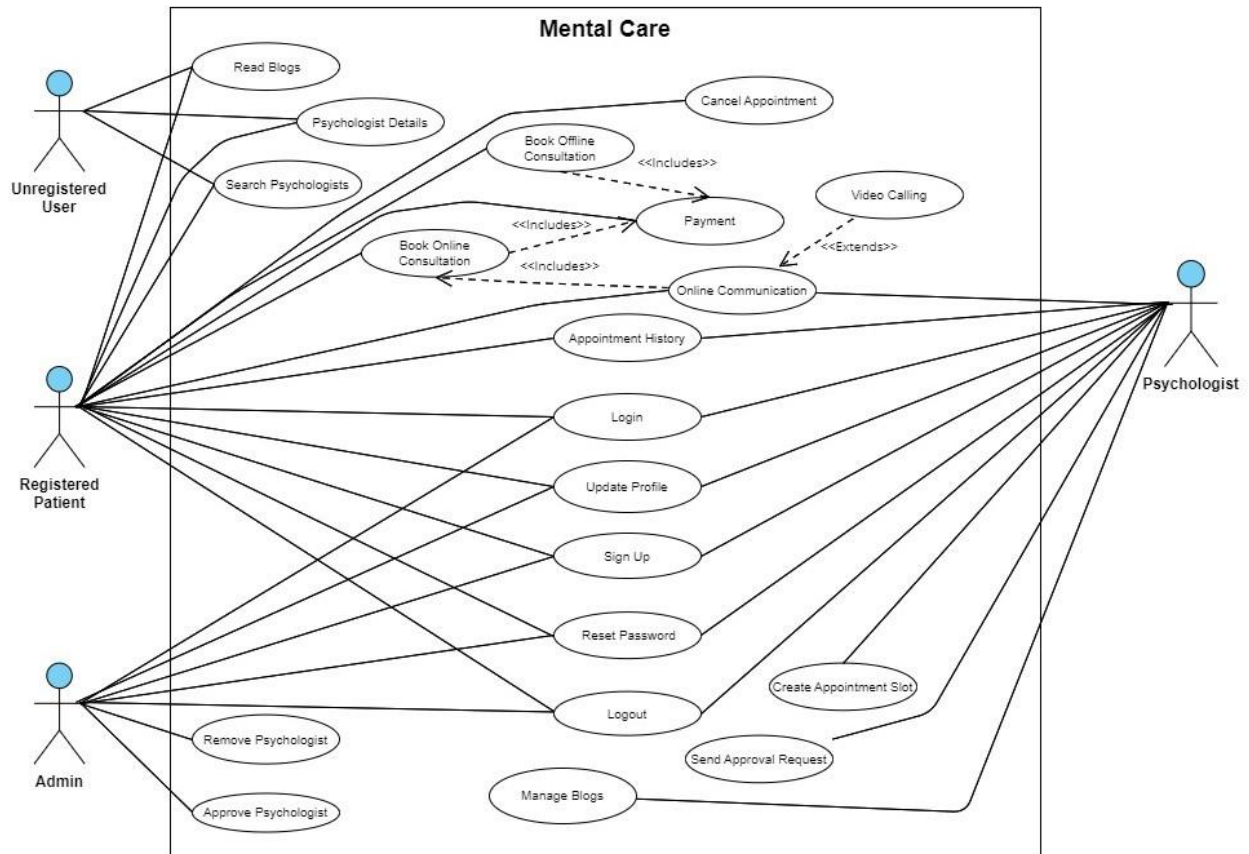 Mental Care
Read Blogs
Cancel Appointment
Psychologist Details
Book Offline
Consultation
<<Includes>>
Unregistered
User
Search Psychologists
Video Calling
Payment
<<Includes>>
Book Online
Consultation
<<Extends>>
<<Includes>>
Online Communication
Appointment History
Psychologist
Login
Registered
Patient
Update Profile
Sign Up
Reset Password
Create Appointment Slot
Logout
Remove Psychologist
Send Approval Request
Admin
Manage Blogs
Approve Psychologist